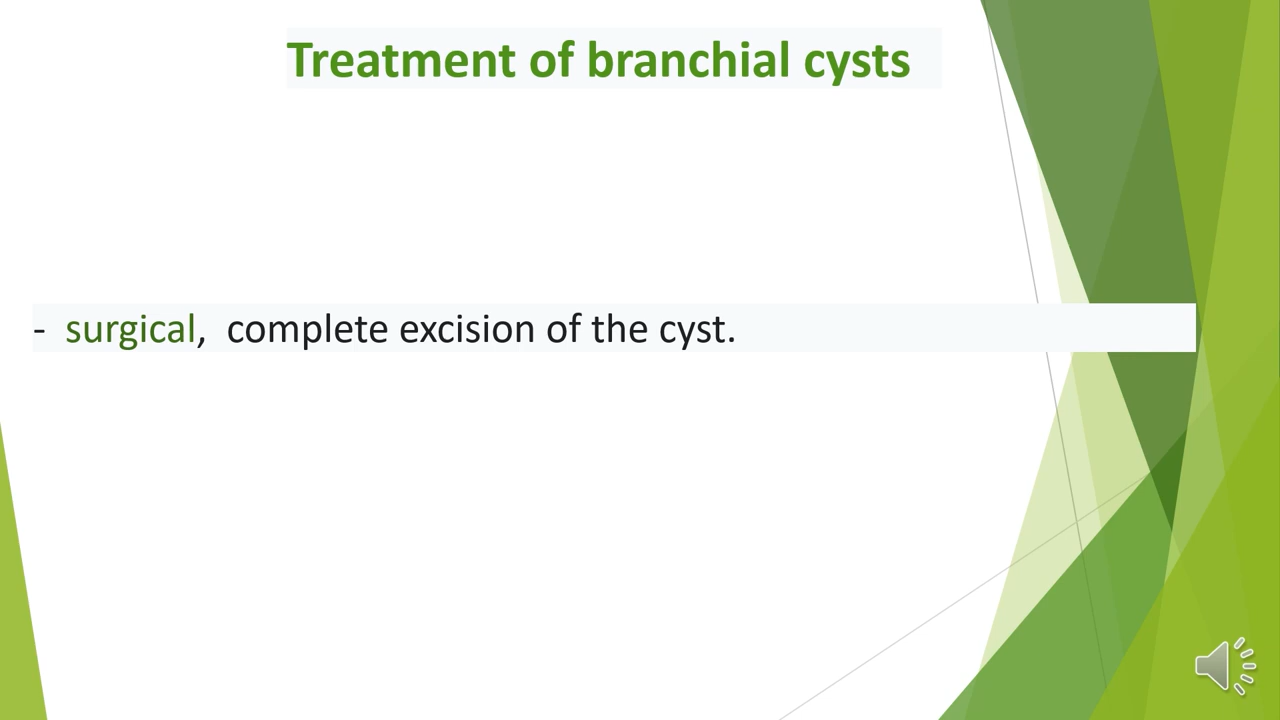 Treatment of branchial cysts
- surgical, complete excision of the cyst.